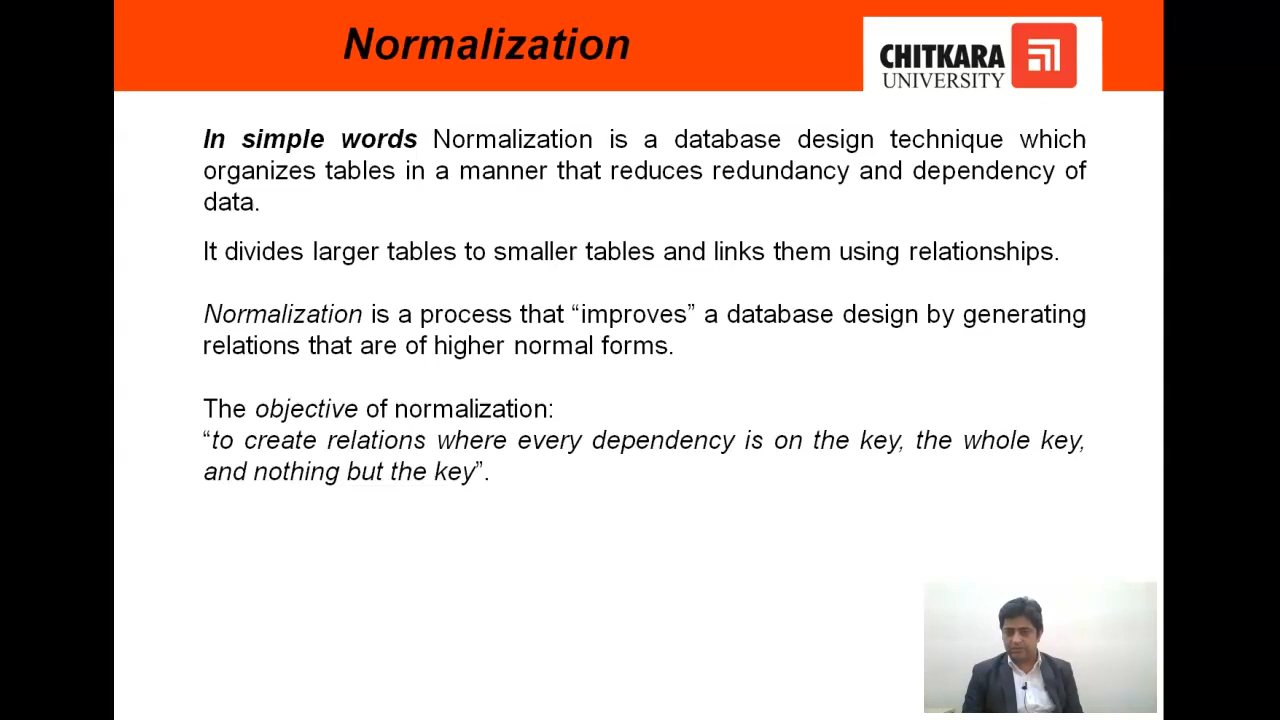 Normalization
CHITKARA
UNIVERSITY
In simple words Normalization is a database design technique which
organizes tables in a manner that reduces redundancy and dependency of
data.
It divides larger tables to smaller tables and links them using relationships.
Normalization is a process that “improves” a database design by generating
relations that are of higher normal forms.
The objective of normalization:
“to create relations where every dependency is on the key, the whole key,
and nothing but the key”.